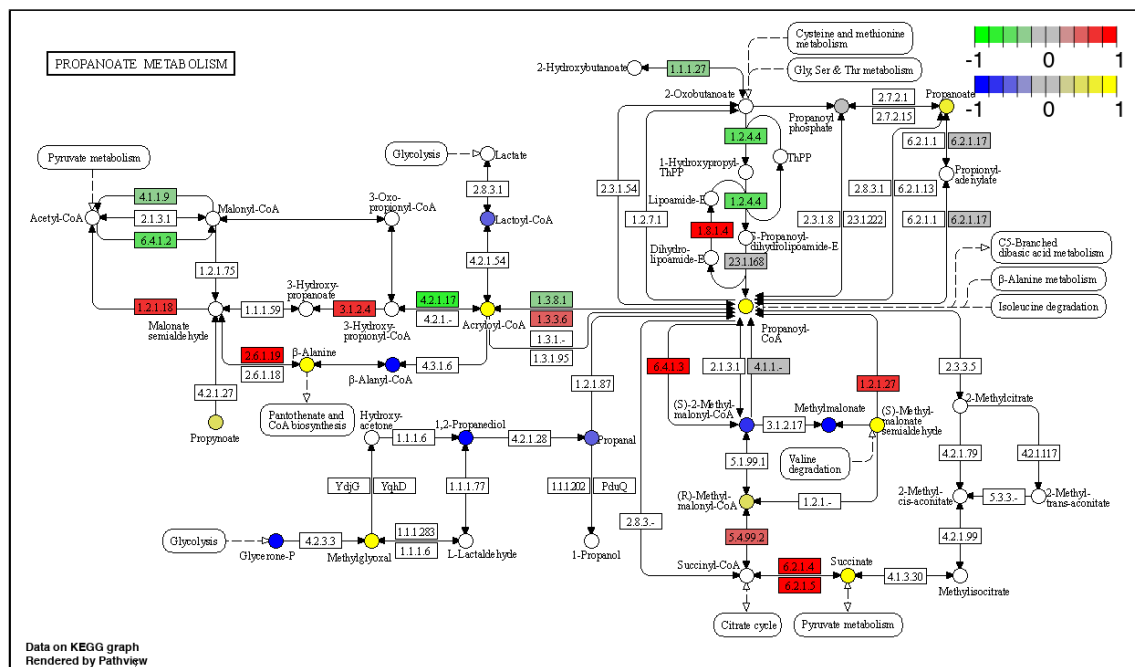 PROPANOATE METABOLISM
Cysteine and methionine
metabolism
Gly, Ser & Thr metabolism
-1 0 1
-1 0 1
2-Hydroxybutanoate
1.1.1.27
2-Oxobutanoate
Propanoyl
phosphate
2.7.2.1
2.7.2.15
Propanoate
1.2.4.4
ThPP
1-Hydroxypropyl-
ThPP
6.2.1.1
6.2.1.17
Propionyl-
adenylate
Pyruvate metabolism
Glycolysis
Lactate
2.8.3.1
Lactoyl-CoA
4.2.1.54
4.1.1.9
Acetyl-CoA
2.1.3.1
Malonyl-CoA
6.4.1.2
3-Oxo-
propionyl-CoA
2.3.1.54
1.2.7.1
1.2.4.4
Lipoamide-E
1.8.1.4
S-Propanoyl-
dihydrolipoamide-E
Dihydro-
lipoamide-E
2.3.1.168
2.3.1.8
2.3.1.222
2.8.3.1
6.2.1.13
6.2.1.1
6.2.1.17
C5-Branched
dibasic acid metabolism
β-Alanine metabolism
Isoleucine degradation
1.2.1.75
1.2.1.18
Malonate
semialdehyde
1.1.1.59
3-Hydroxy-
propanoate
3.1.2.4
3-Hydroxy-
propionyl-CoA
4.2.1.17
4.2.1.-
Acryloyl-CoA
1.3.8.1
1.3.3.6
1.3.1.-
1.3.1.95
Propanoyl-
CoA
2.6.1.19
2.6.1.18
β-Alanine
β-Alanyl-CoA
4.3.1.6
4.2.1.27
Propynoate
Pantothenate and
CoA biosynthesis
1.2.1.87
6.4.1.3
2.1.3.1
4.1.1.-
1.2.1.27
2.3.3.5
(S)-2-Methyl-
malonyl-CoA
3.1.2.17
Methylmalonate
(S)-Methyl-
malonate
semialdehyde
Valine
degradation
2-Methylcitrate
Hydroxy-
acetone
1.1.1.6
1,2-Propanediol
4.2.1.28
Propanal
YdjG
YqhD
1.1.1.77
1.1.1.202
PduQ
5.1.99.1
(R)-Methyl-
malonyl-CoA
1.2.1.-
4.2.1.79
4.2.1.117
2-Methyl-
cis-aconitate
5.3.3.-
2-Methyl-
trans-aconitate
Glycolysis
Glycerone-P
4.2.3.3
Methylglyoxal
1.1.1.283
1.1.1.6
L-Lactaldehyde
1-Propanol
2.8.3.-
5.4.99.2
4.2.1.99
Succinyl-CoA
6.2.1.4
6.2.1.5
Succinate
4.1.3.30
Methylisocitrate
Citrate cycle
Pyruvate metabolism
Data on KEGG graph
Rendered by Pathview